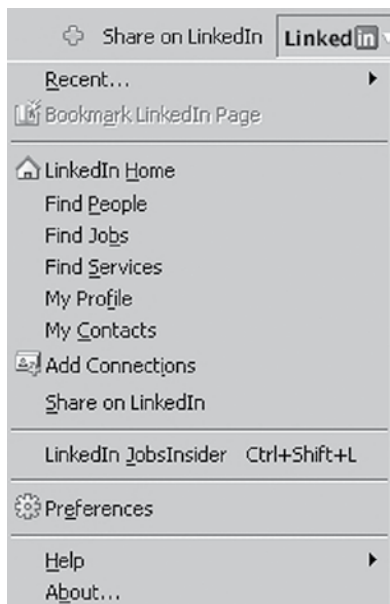 Share on LinkedIn Linked in
Recent...
Bookmark LinkedIn Page
LinkedIn Home
Find People
Find Jobs
Find Services
My Profile
My Contacts
Add Connections
Share on LinkedIn
LinkedIn JobsInsider Ctrl+Shift+L
Preferences
Help
About...